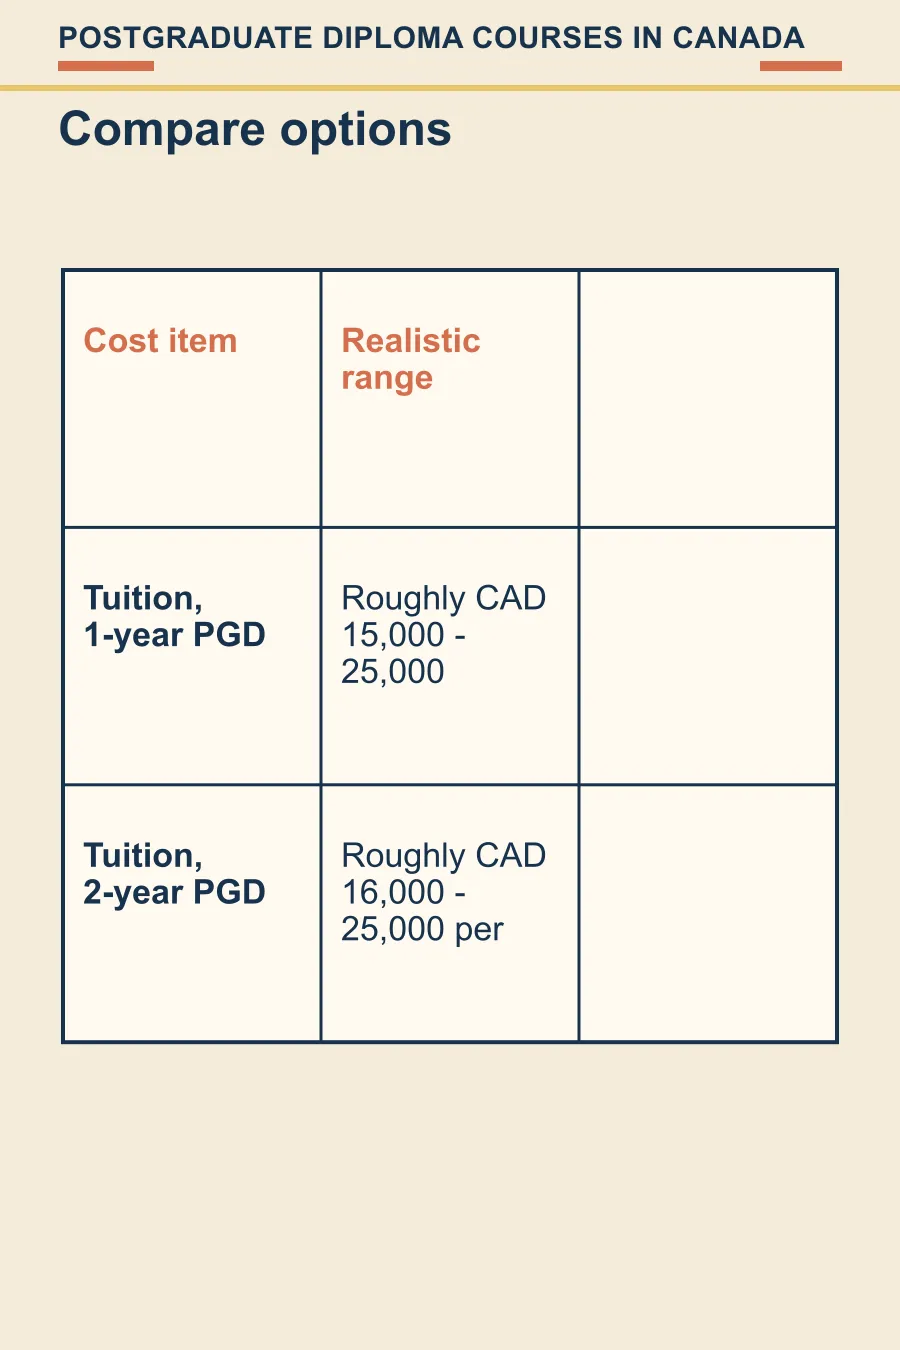 POSTGRADUATE DIPLOMA COURSES IN CANADA
Compare options
Cost item
Realistic
range
Tuition,
1-year PGD
Roughly CAD
15,000 -
25,000
Tuition,
2-year PGD
Roughly CAD
16,000 -
25,000 per